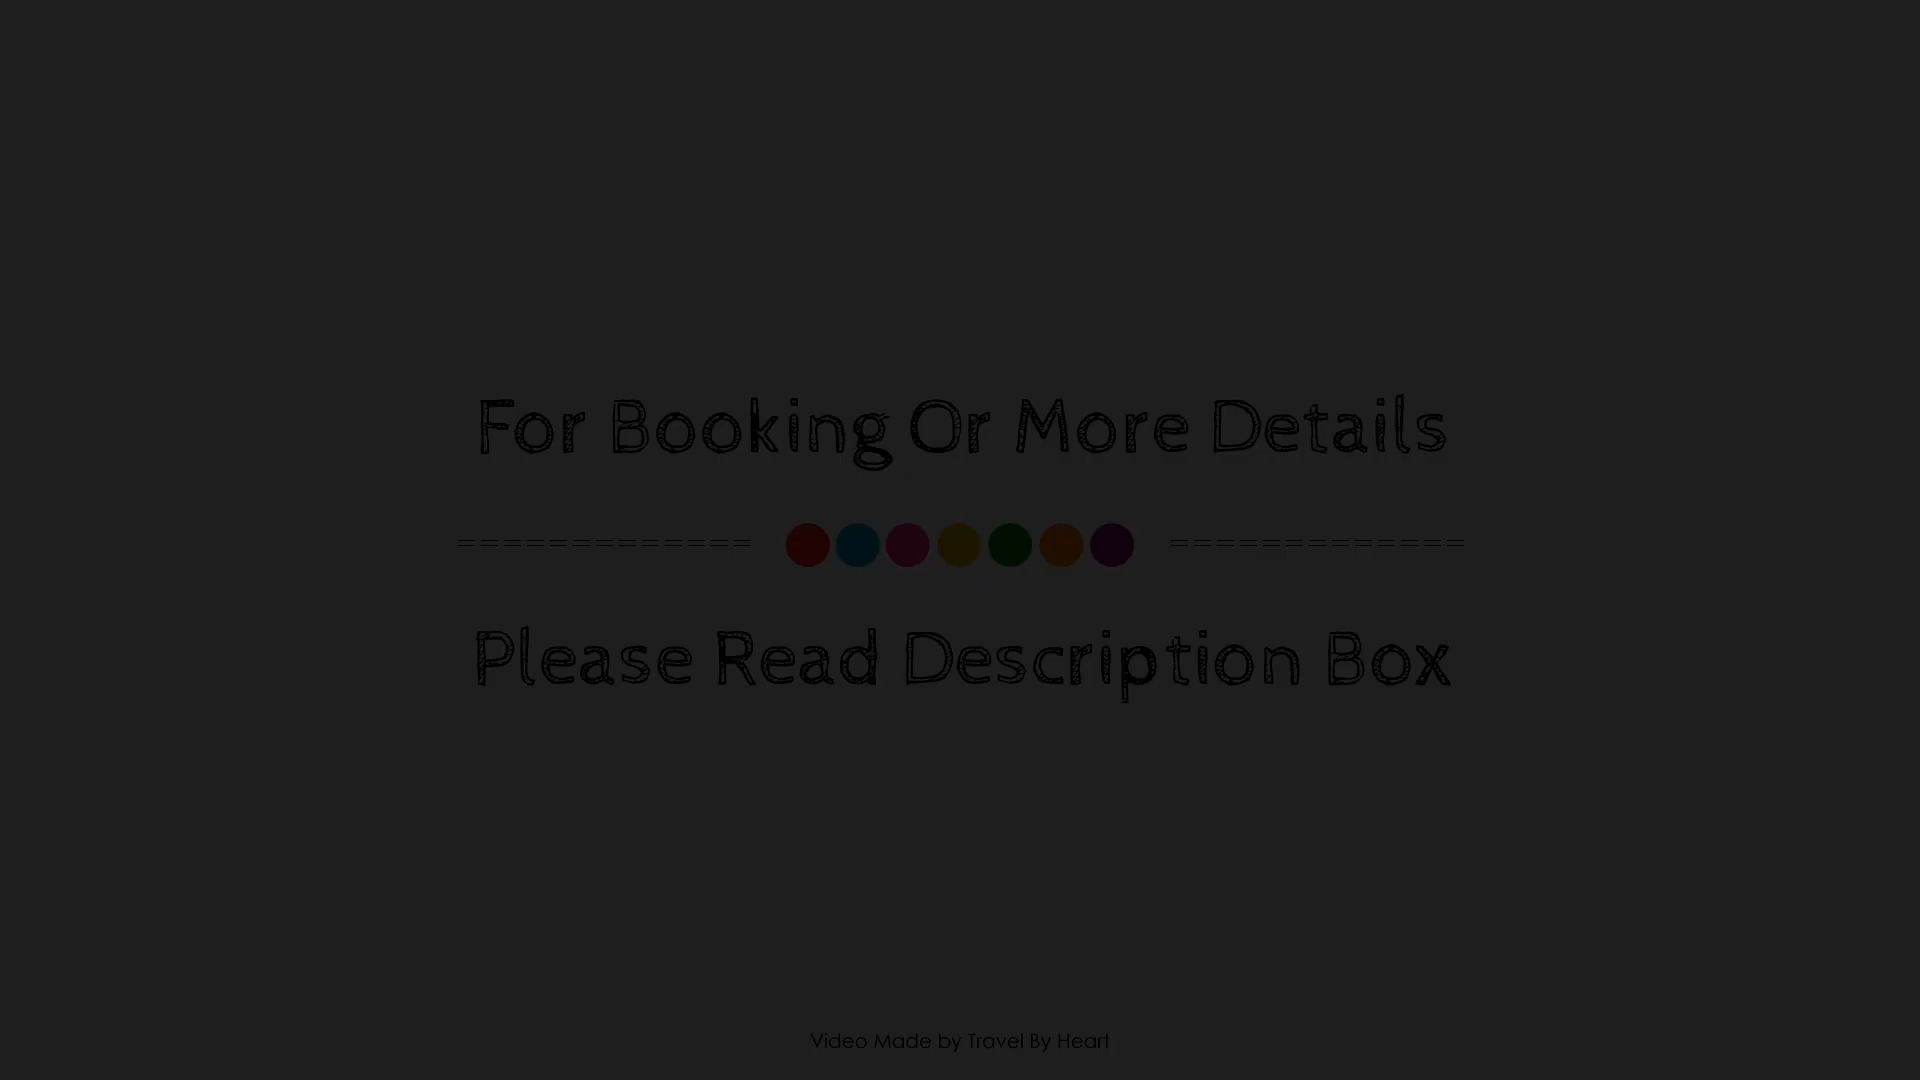 For Booking Or More Details
============= =============
Please Read Description Box
Video Made by Travel By Heart